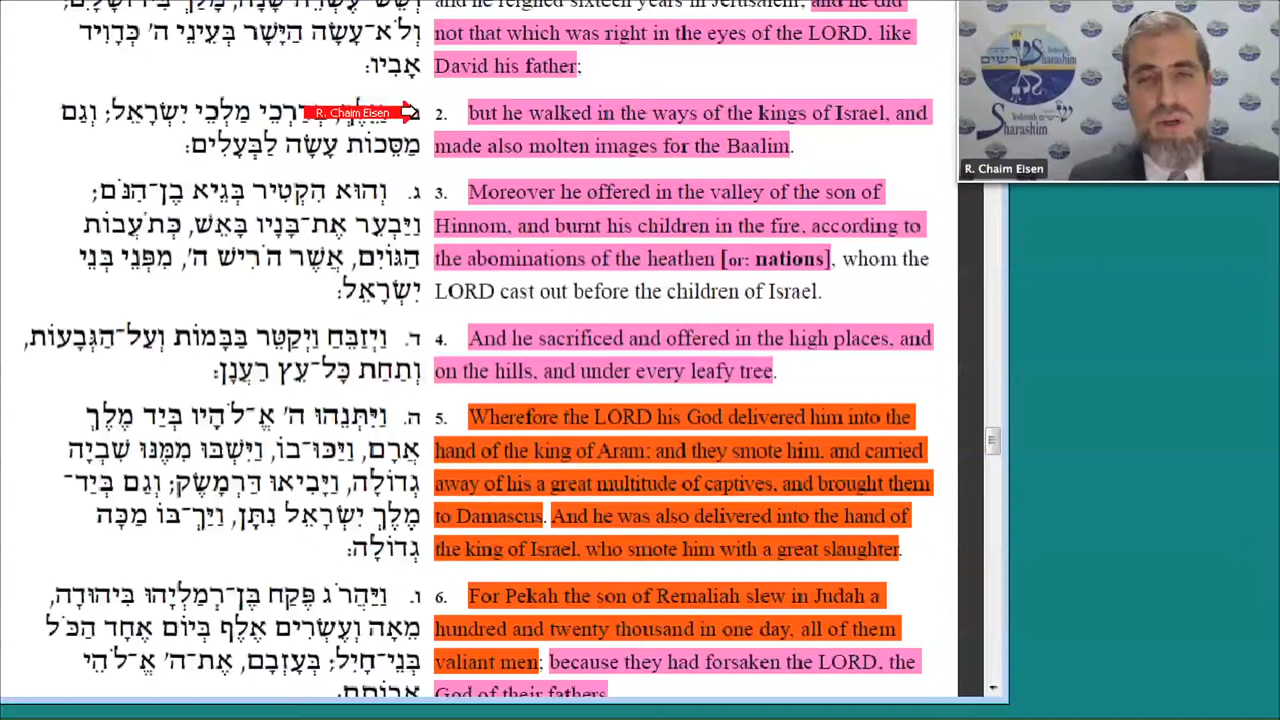 and he reigned sixteen years in Jerusalem, and he did
not that which was right in the eyes of the LORD, like
David his father;
2. but he walked in the ways of the kings of Israel, and
made also molten images for the Baalim.
3. Moreover he offered in the valley of the son of
Hinnom, and burnt his children in the fire, according to
the abominations of the heathen [or: nations], whom the
LORD cast out before the children of Israel.
4. And he sacrificed and offered in the high places, and
on the hills, and under every leafy tree.
5. Wherefore the LORD his God delivered him into the
hand of the king of Aram; and they smote him, and carried
away of his a great multitude of captives, and brought them
to Damascus. And he was also delivered into the hand of
the king of Israel, who smote him with a great slaughter.
6. For Pekah the son of Remaliah slew in Judah a
hundred and twenty thousand in one day, all of them
valiant men; because they had forsaken the LORD, the
God of their fathers.
וְשֵׁשׁ־עֶשְׂרֵה שָׁנָה, מָלַךְ בִּירוּשָׁלָ͏ִם;
וְלֹא־עָשָׂה הַיָּשָׁר בְּעֵינֵי ה', כְּדָוִיד
אָבִיו:
מַלְכֵי יִשְׂרָאֵל; וְגַם
מַסֵּכוֹת עָשָׂה לַבְּעָלִים:
ג. וְהוּא הִקְטִיר בְּגֵיא בֶן־הִנֹּם;
וַיַּבְעֵר אֶת־בָּנָיו בָּאֵשׁ, כְּתֹעֲבוֹת
הַגּוֹיִם, אֲשֶׁר הֹרִישׁ ה', מִפְּנֵי בְּנֵי
יִשְׂרָאֵל:
ד. וַיְזַבֵּחַ וַיְקַטֵּר בַּבָּמוֹת וְעַל־הַגְּבָעוֹת,
וְתַחַת כָּל־עֵץ רַעֲנָן:
ה. וַיִּתְּנֵהוּ ה' אֱ־לֹהָיו בְּיַד מֶלֶךְ
אֲרָם, וַיַּכּוּ־בוֹ, וַיִּשְׁבּוּ מִמֶּנּוּ שִׁבְיָה
גְדוֹלָה, וַיָּבִיאוּ דַּרְמָשֶׂק; וְגַם בְּיַד־
מֶלֶךְ יִשְׂרָאֵל נִתָּן, וַיַּךְ־בּוֹ מַכָּה
גְדוֹלָה:
ו. וַיַּהֲרֹג פֶּקַח בֶּן־רְמַלְיָהוּ בִּיהוּדָה,
מֵאָה וְעֶשְׂרִים אֶלֶף בְּיוֹם אֶחָד הַכֹּל
בְּנֵי־חָיִל; בְּעָזְבָם, אֶת־ה' אֱ־לֹהֵי
אֲבוֹתָם:
R. Chaim Eisen
Yeshivath
Sharashim
R. Chaim Eisen